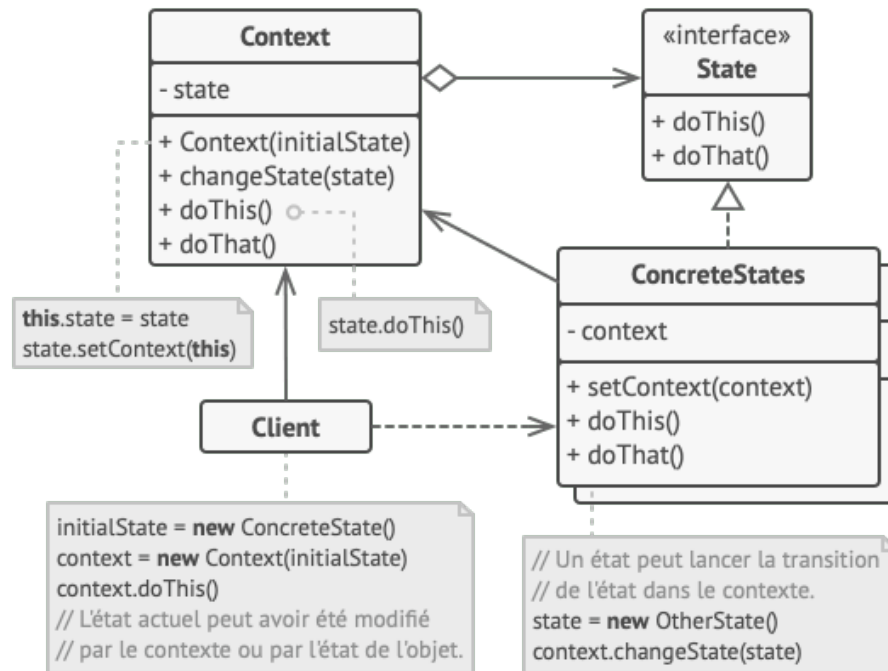 Context
- state
+ Context(initialState)
+ changeState(state)
+ doThis()
+ doThat()
«interface»
State
+ doThis()
+ doThat()
this.state = state
state.setContext(this)
state.doThis()
ConcreteStates
- context
+ setContext(context)
+ doThis()
+ doThat()
Client
initialState = new ConcreteState()
context = new Context(initialState)
context.doThis()
// L'état actuel peut avoir été modifié
// par le contexte ou par l'état de l'objet.
// Un état peut lancer la transition
// de l'état dans le contexte.
state = new OtherState()
context.changeState(state)